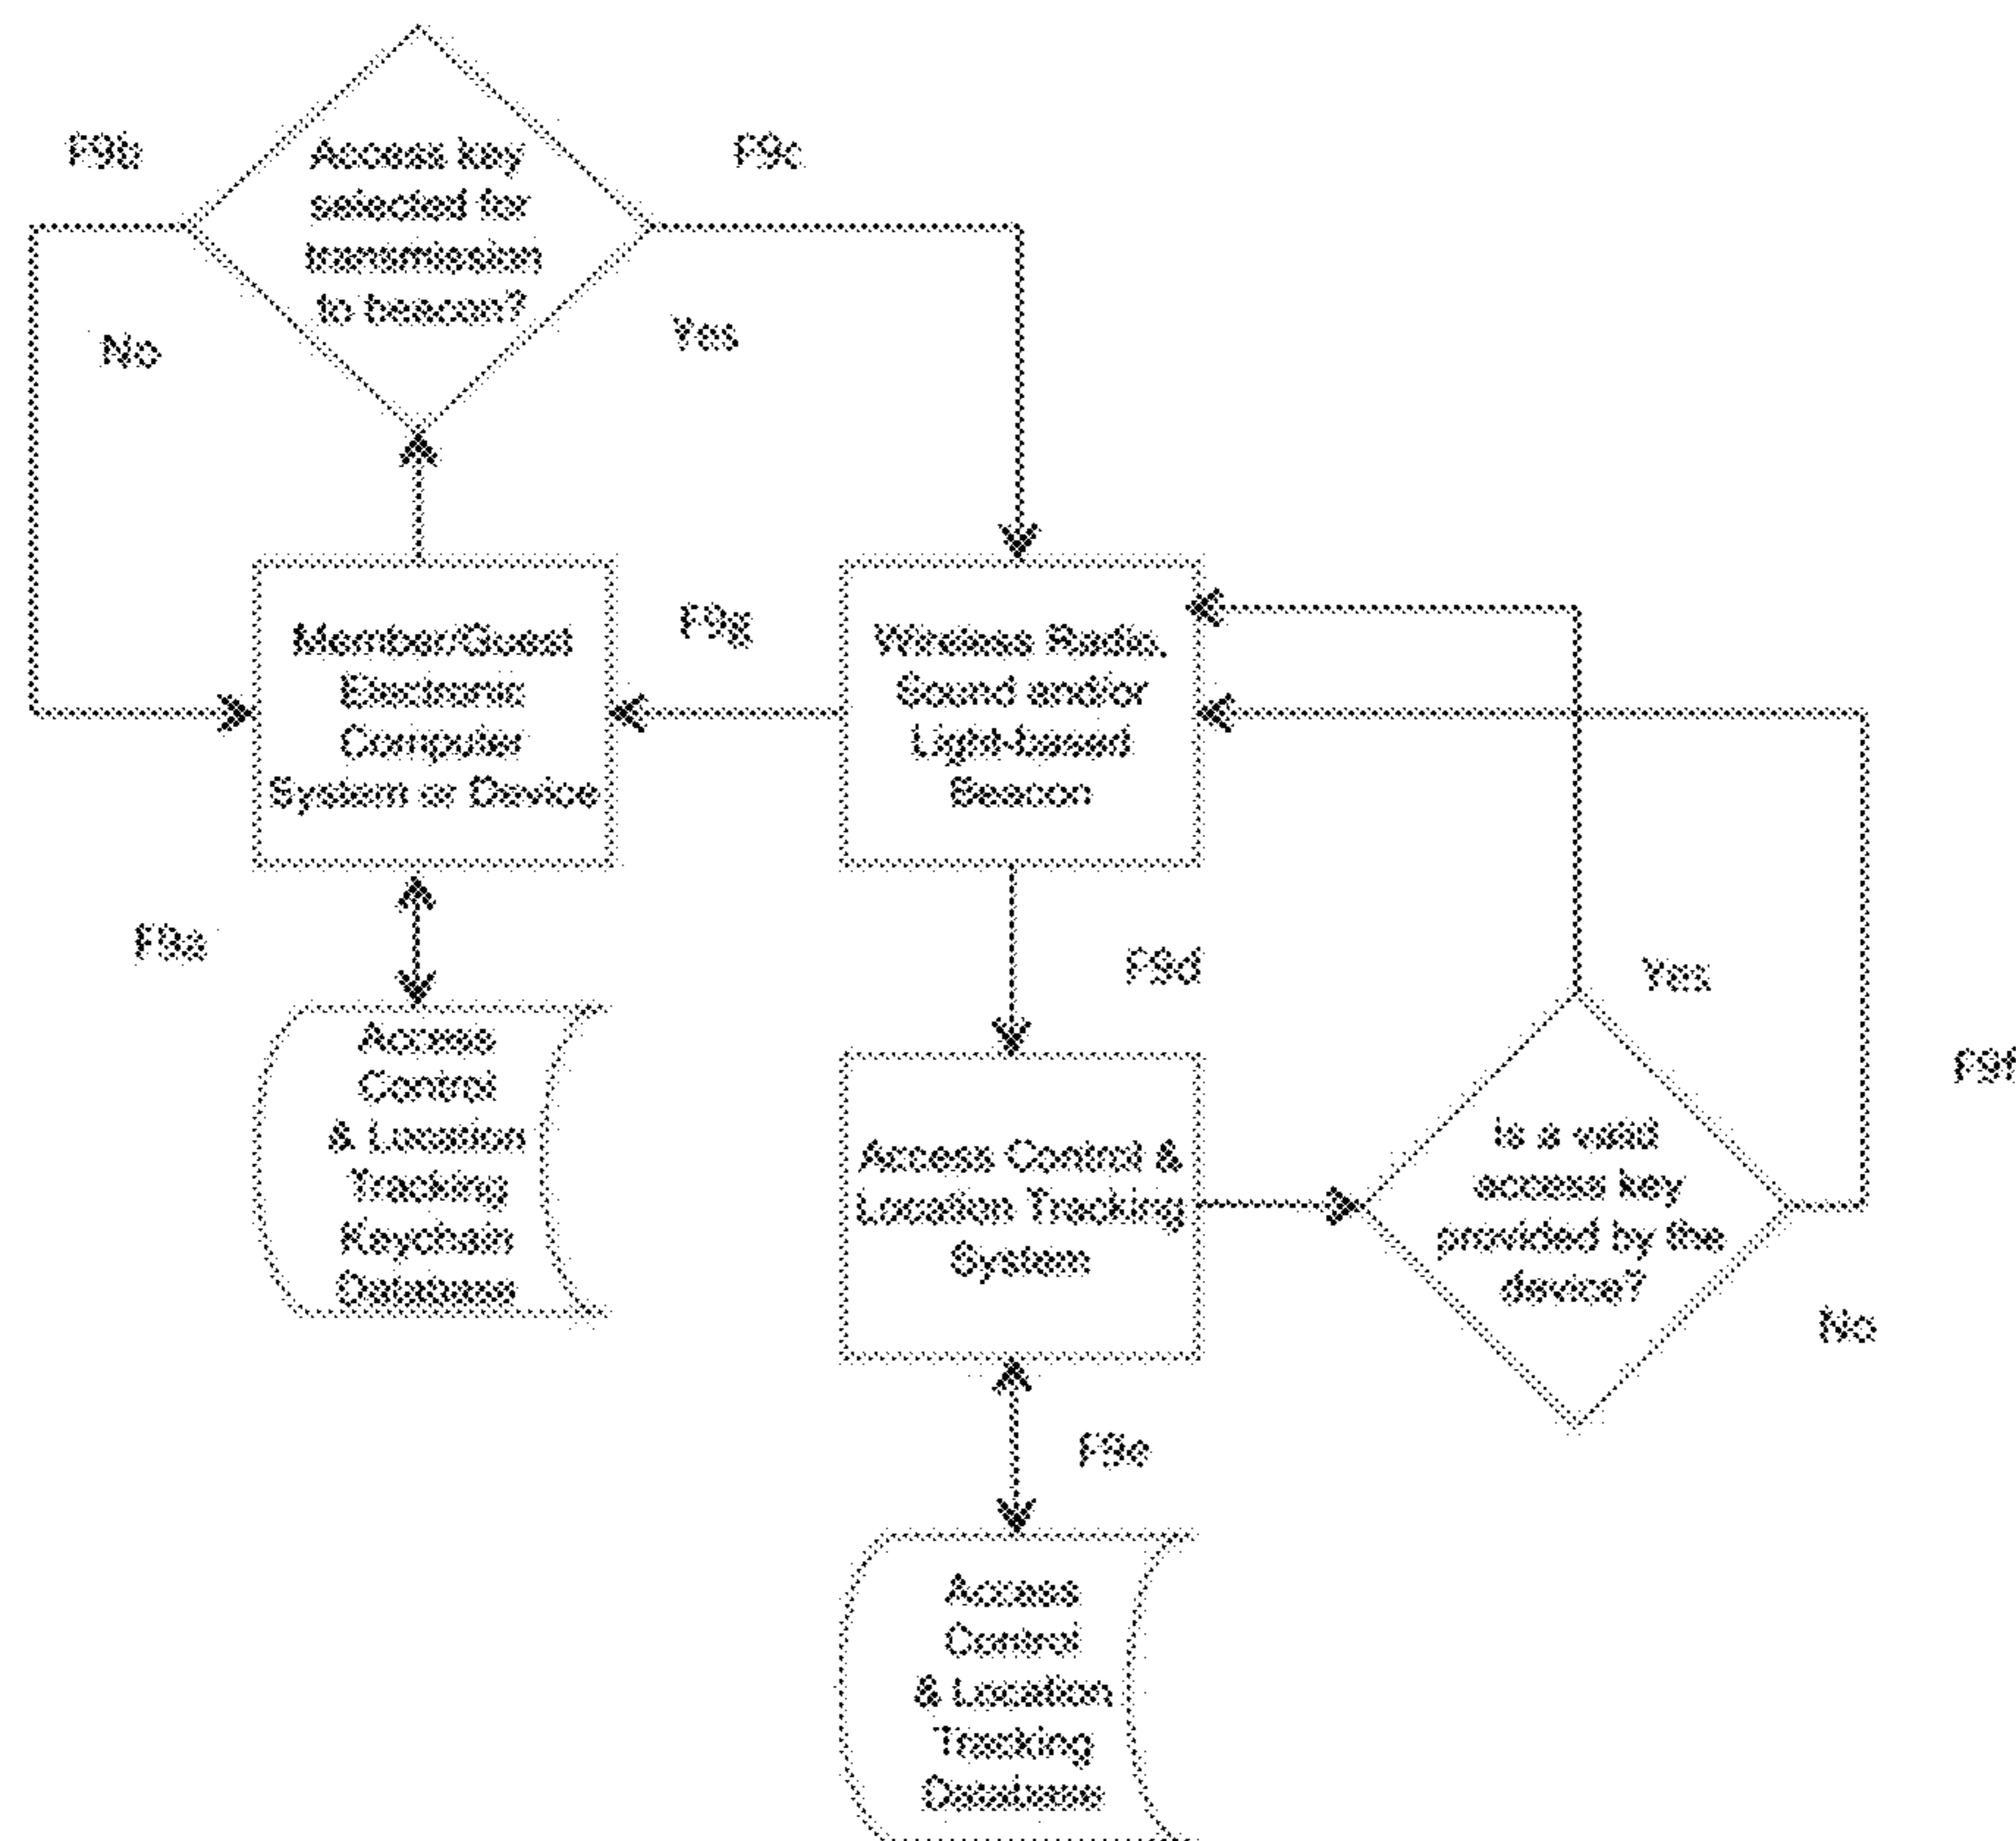 F9b
Access key
selected for
transmission
to beacon?
F9c
No
Yes
Member/Guest
Electronic
Computer
System or Device
F9g
Wireless Radio,
Sound and/or
Light-based
Beacon
F9a
Access
Control
& Location
Tracking
Keychain
Database
F9d
Access Control &
Location Tracking
System
Yes
F9f
Is a valid
access key
provided by the
device?
No
F9e
Access
Control
& Location
Tracking
Database